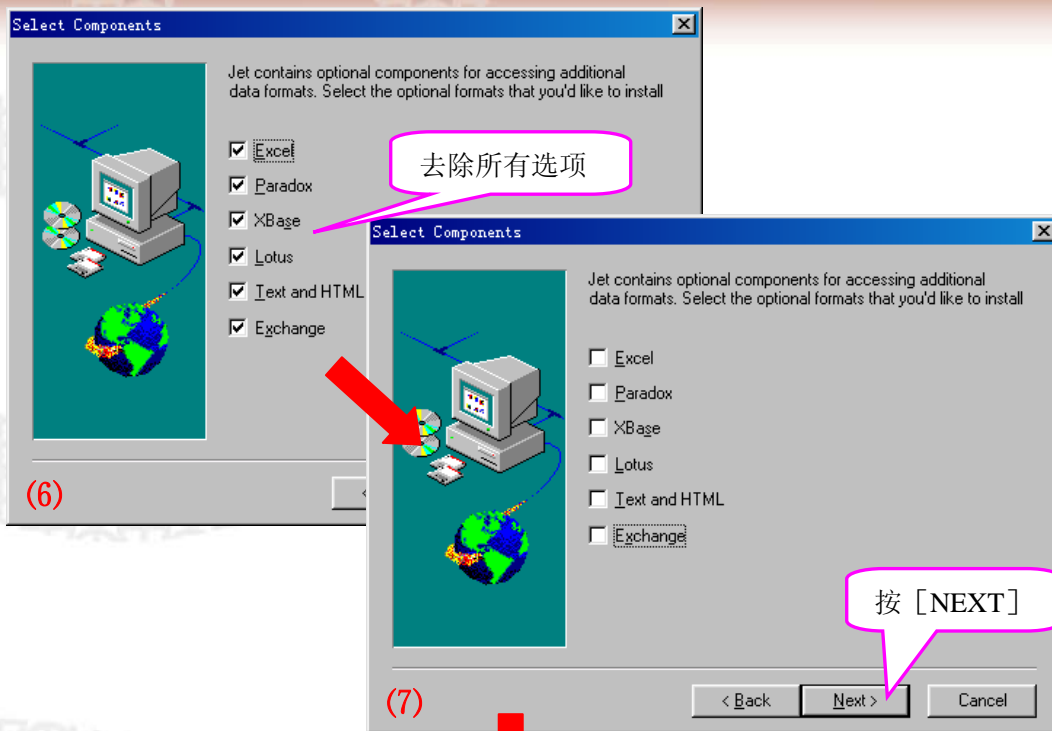 Select Components
Jet contains optional components for accessing additional
data formats. Select the optional formats that you'd like to install
Excel
Paradox
XBase
Lotus
Text and HTML
Exchange
去除所有选项
(6)
<
Select Components
Jet contains optional components for accessing additional
data formats. Select the optional formats that you'd like to install
Excel
Paradox
XBase
Lotus
Text and HTML
Exchange
按［NEXT］
(7)
< Back
Next >
Cancel